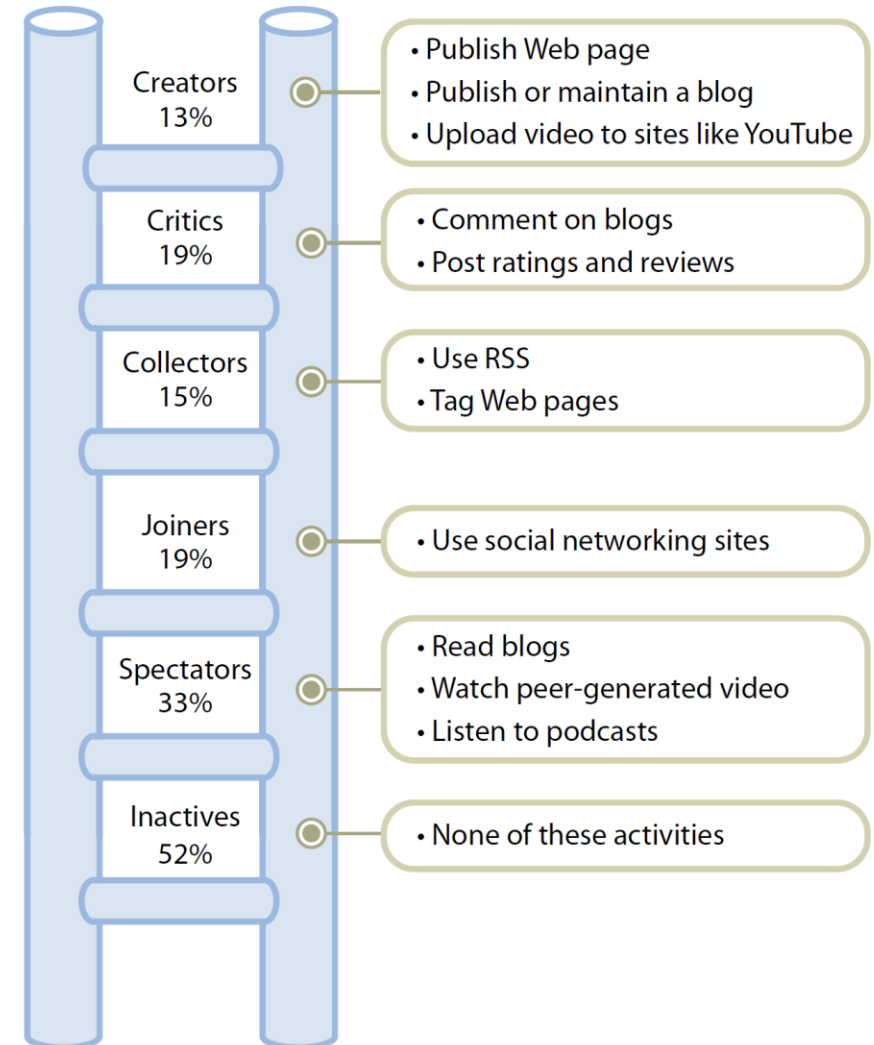 Creators
13%
• Publish Web page
• Publish or maintain a blog
• Upload video to sites like YouTube
Critics
19%
• Comment on blogs
• Post ratings and reviews
Collectors
15%
• Use RSS
• Tag Web pages
Joiners
19%
• Use social networking sites
Spectators
33%
• Read blogs
• Watch peer-generated video
• Listen to podcasts
Inactives
52%
• None of these activities